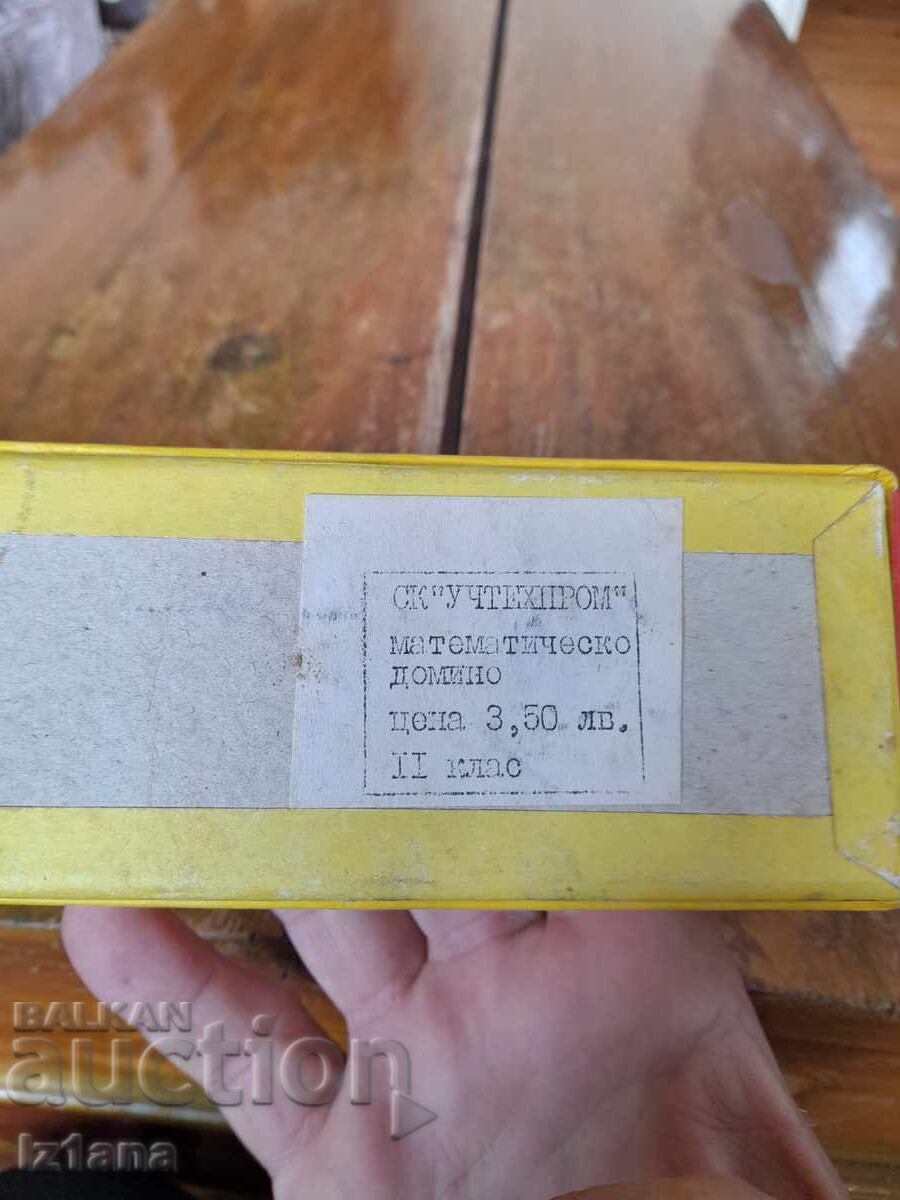 СК "УЧТЕХПРОМ"
математическо
домино
цена 3,50 лв.
II клас
BALKAN
auction
Iz1ana